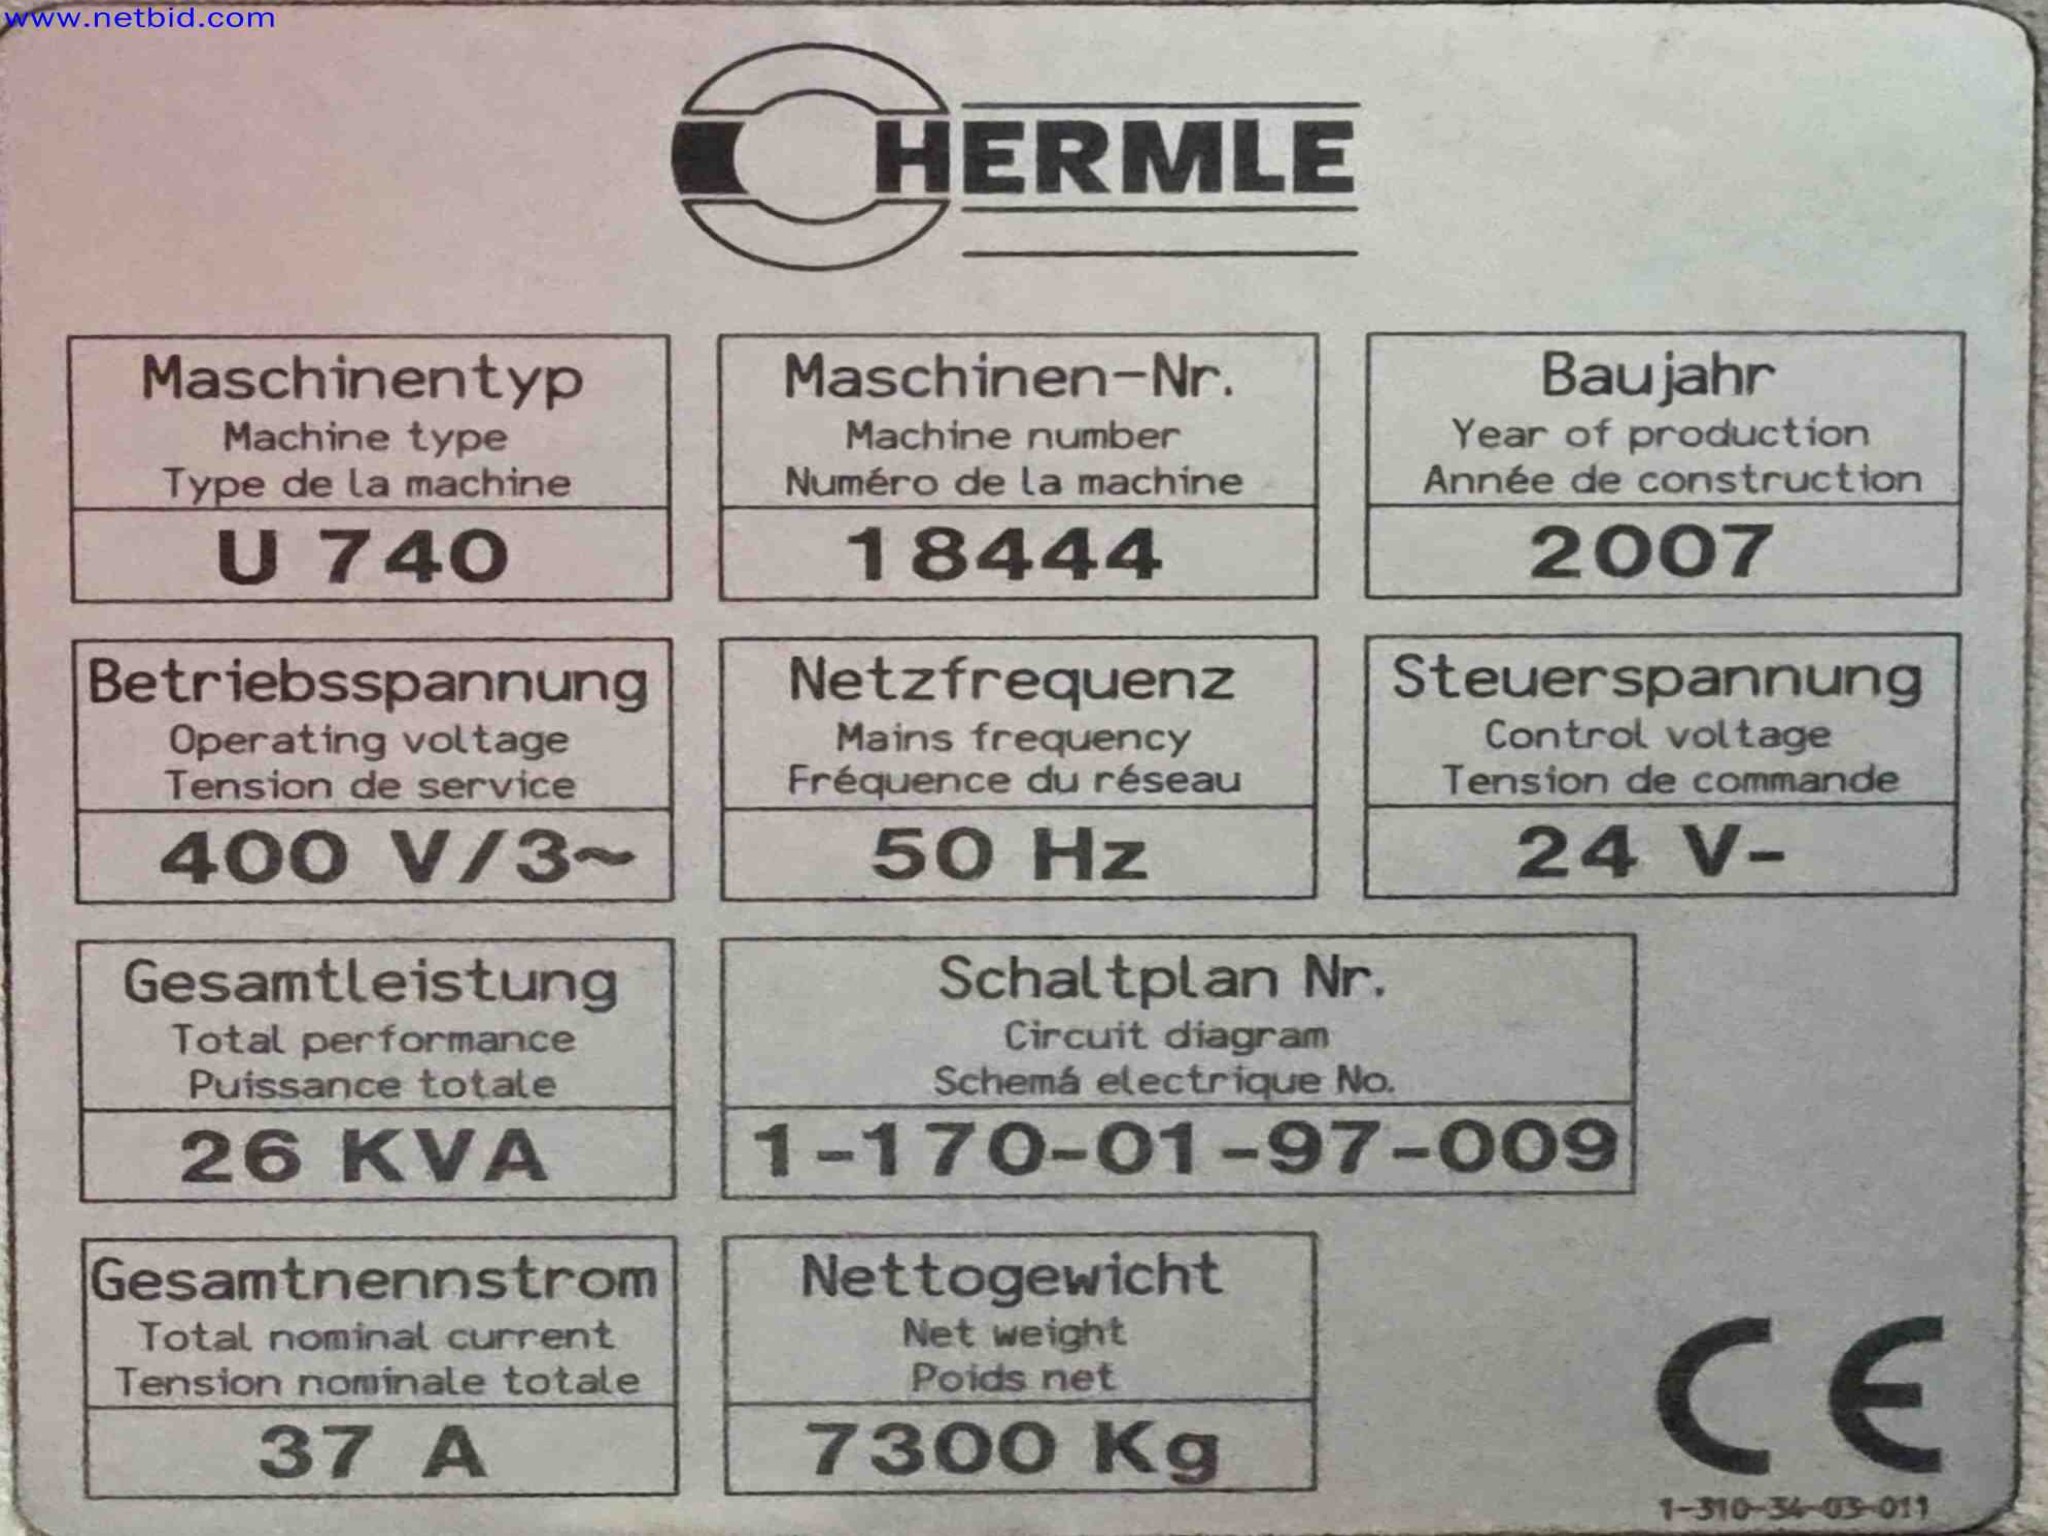 www.netbid.com
HERMLE
Maschinentyp
Machine type
Type de la machine
U 740
Maschinen-Nr.
Machine number
Numéro de la machine
18444
Baujahr
Year of production
Année de construction
2007
Betriebsspannung
Operating voltage
Tension de service
400 V/3~
Netzfrequenz
Mains frequency
Fréquence du réseau
50 Hz
Steuerspannung
Control voltage
Tension de commande
24 V-
Gesamtleistung
Total performance
Puissance totale
26 KVA
Schaltplan Nr.
Circuit diagram
Schemá electrique No.
1-170-01-97-009
Gesamtnennstrom
Total nominal current
Tension nominale totale
37 A
Nettogewicht
Net weight
Poids net
7300 Kg
CE
1-310-34-03-011